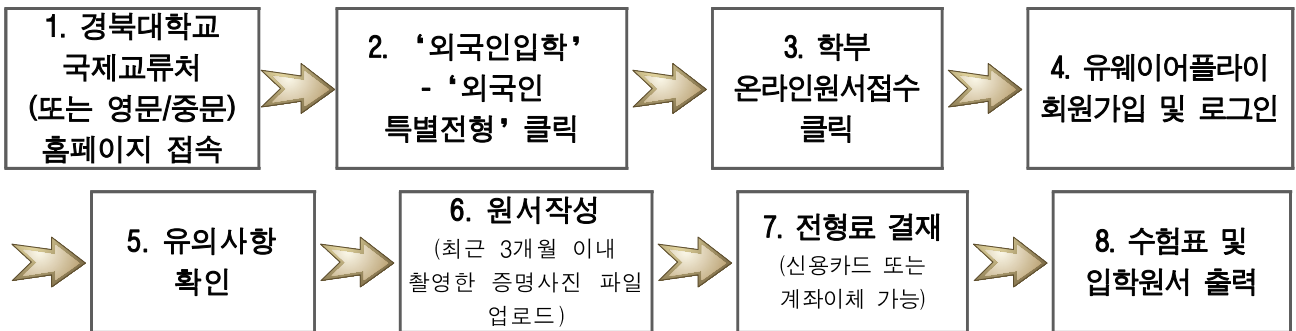 1. 경북대학교
국제교류처
(또는 영문/중문)
홈페이지 접속
2. ‘외국인입학’
- ‘외국인
특별전형’ 클릭
3. 학부
온라인원서접수
클릭
4. 유웨이어플라이
회원가입 및 로그인
5. 유의사항
확인
6. 원서작성
(최근 3개월 이내
촬영한 증명사진 파일
업로드)
7. 전형료 결재
(신용카드 또는
계좌이체 가능)
8. 수험표 및
입학원서 출력